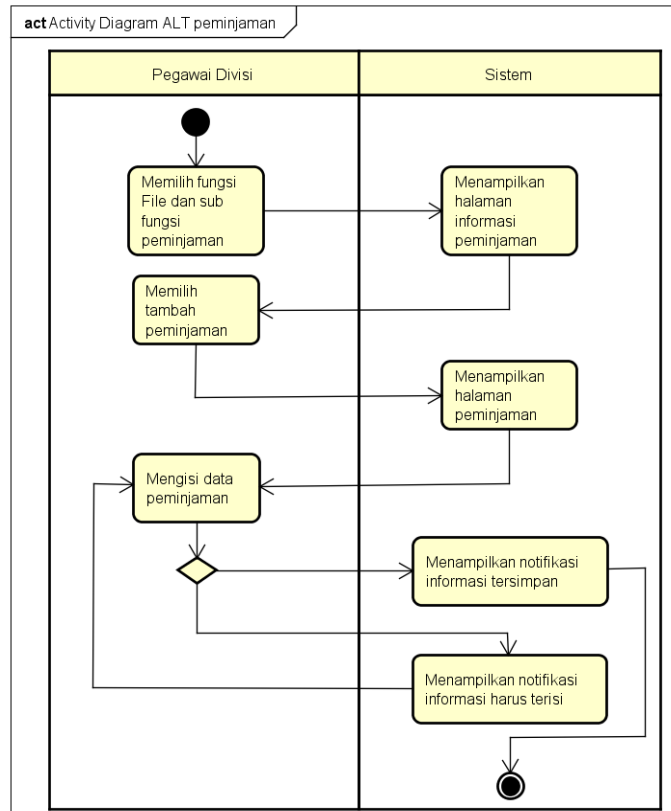 act Activity Diagram ALT peminjaman
Pegawai Divisi
Sistem
Memilih fungsi
File dan sub
fungsi
peminjaman
Menampilkan
halaman
informasi
peminjaman
Memilih
tambah
peminjaman
Menampilkan
halaman
peminjaman
Mengisi data
peminjaman
Menampilkan notifikasi
informasi tersimpan
Menampilkan notifikasi
informasi harus terisi